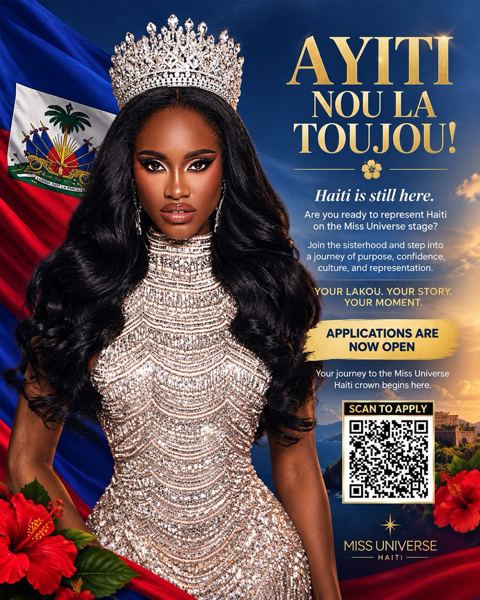 AYITI
NOU LA
TOUJOU!
Haiti is still here.
Are you ready to represent Haiti
on the Miss Universe stage?
Join the sisterhood and step into
a journey of purpose, confidence,
culture, and representation.
YOUR LAKOU. YOUR STORY.
YOUR MOMENT.
APPLICATIONS ARE
NOW OPEN
Your journey to the Miss Universe
Haiti crown begins here.
SCAN TO APPLY
MISS UNIVERSE
HAITI